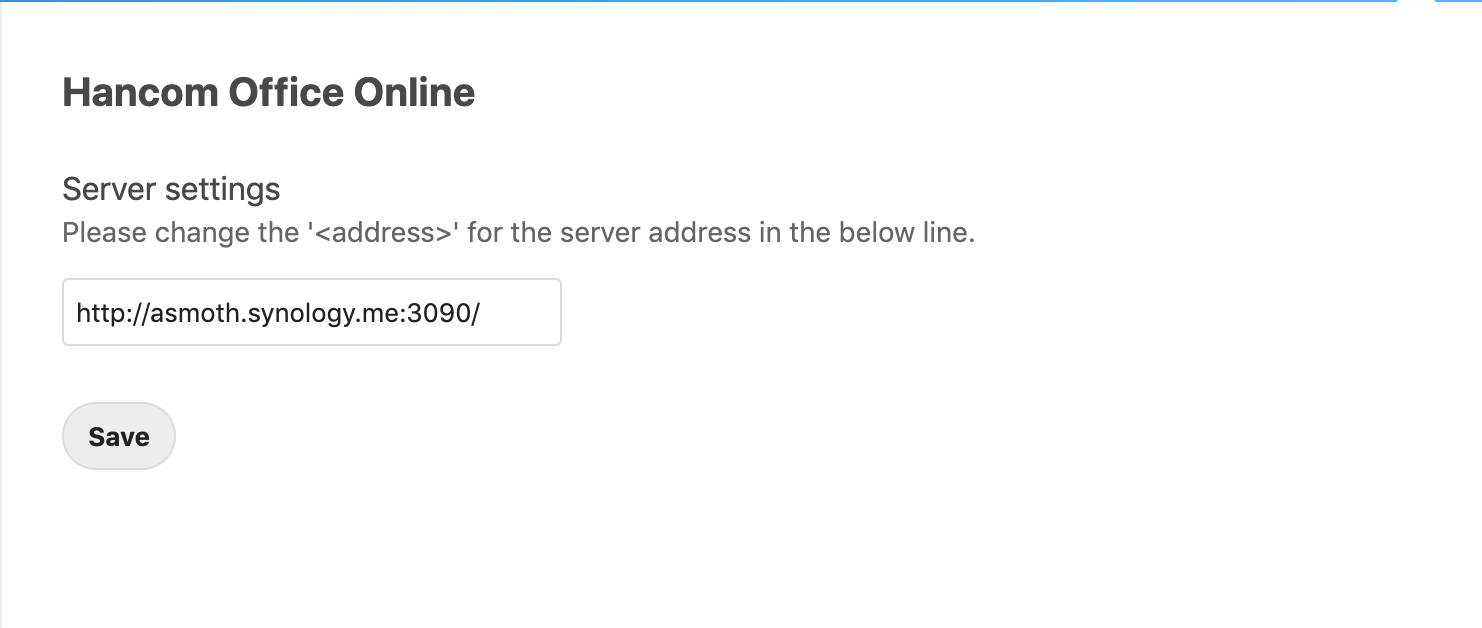 Hancom Office Online
Server settings
Please change the '<address>' for the server address in the below line.
http://asmoth.synology.me:3090/
Save